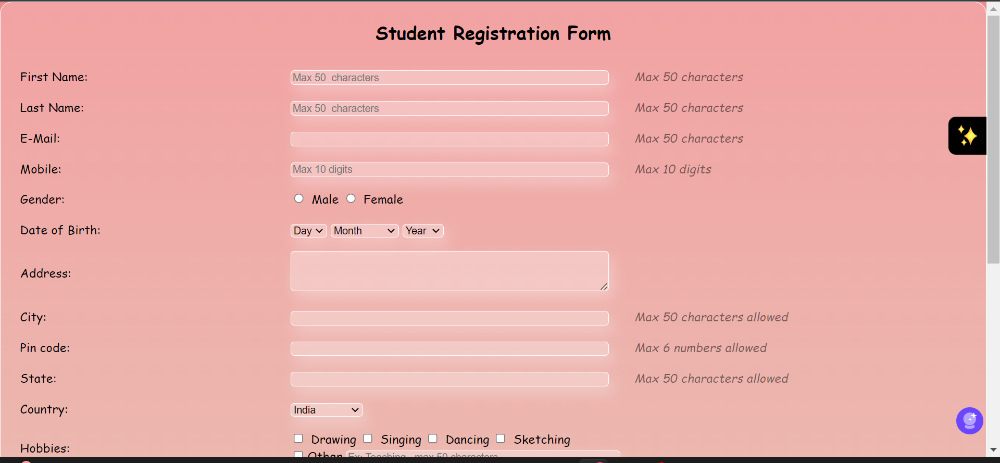 Student Registration Form
First Name: Max 50  characters Max 50 characters
Last Name: Max 50  characters Max 50 characters
E-Mail: Max 50 characters
Mobile: Max 10 digits Max 10 digits
Gender: Male Female
Date of Birth: Day Month Year
Address:
City: Max 50 characters allowed
Pin code: Max 6 numbers allowed
State: Max 50 characters allowed
Country: India
Drawing Singing Dancing Sketching
Hobbies:
Other Ex: Teaching - max 50 characters